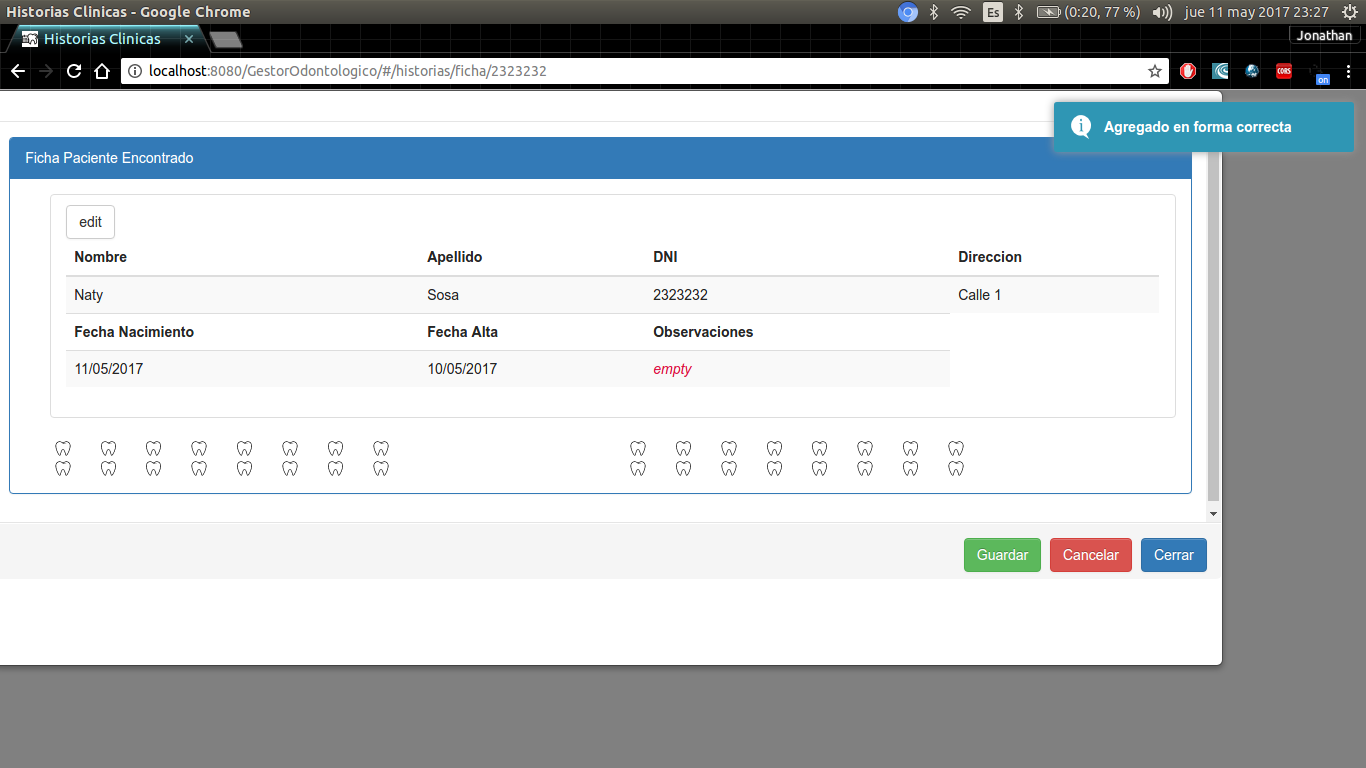 Historias Clinicas - Google Chrome
Es (0:20, 77 %) jue 11 may 2017 23:27
Historias Clinicas × Jonathan
localhost:8080/GestorOdontologico/#/historias/ficha/2323232 CORS on
Agregado en forma correcta
Ficha Paciente Encontrado
edit
Nombre Apellido DNI Direccion
Naty Sosa 2323232 Calle 1
Fecha Nacimiento Fecha Alta Observaciones
11/05/2017 10/05/2017 empty
Guardar Cancelar Cerrar